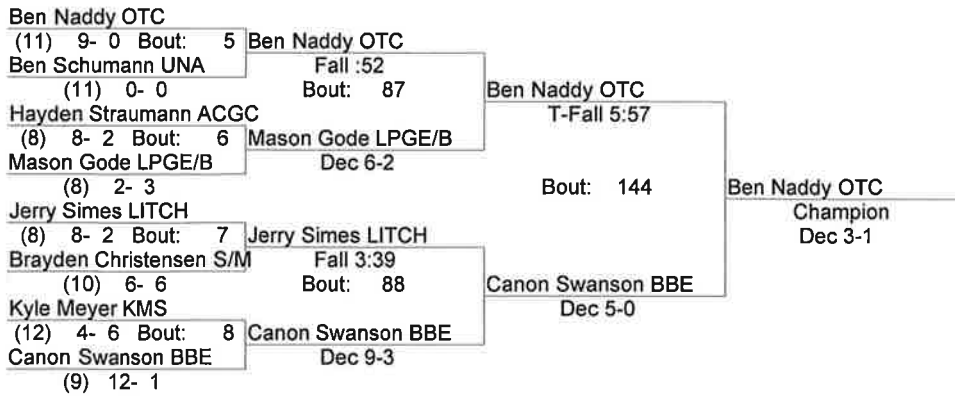 Ben Naddy OTC
(11) 9- 0 Bout: 5
Ben Schumann UNA
(11) 0- 0
Hayden Straumann ACGC
(8) 8- 2 Bout: 6
Mason Gode LPGE/B
(8) 2- 3
Jerry Simes LITCH
(8) 8- 2 Bout: 7
Brayden Christensen S/M
(10) 6- 6
Kyle Meyer KMS
(12) 4- 6 Bout: 8
Canon Swanson BBE
(9) 12- 1
Ben Naddy OTC
Fall :52
Bout: 87
Mason Gode LPGE/B
Dec 6-2
Jerry Simes LITCH
Fall 3:39
Bout: 88
Canon Swanson BBE
Dec 9-3
Ben Naddy OTC
T-Fall 5:57
Bout: 144
Canon Swanson BBE
Dec 5-0
Ben Naddy OTC
Champion
Dec 3-1